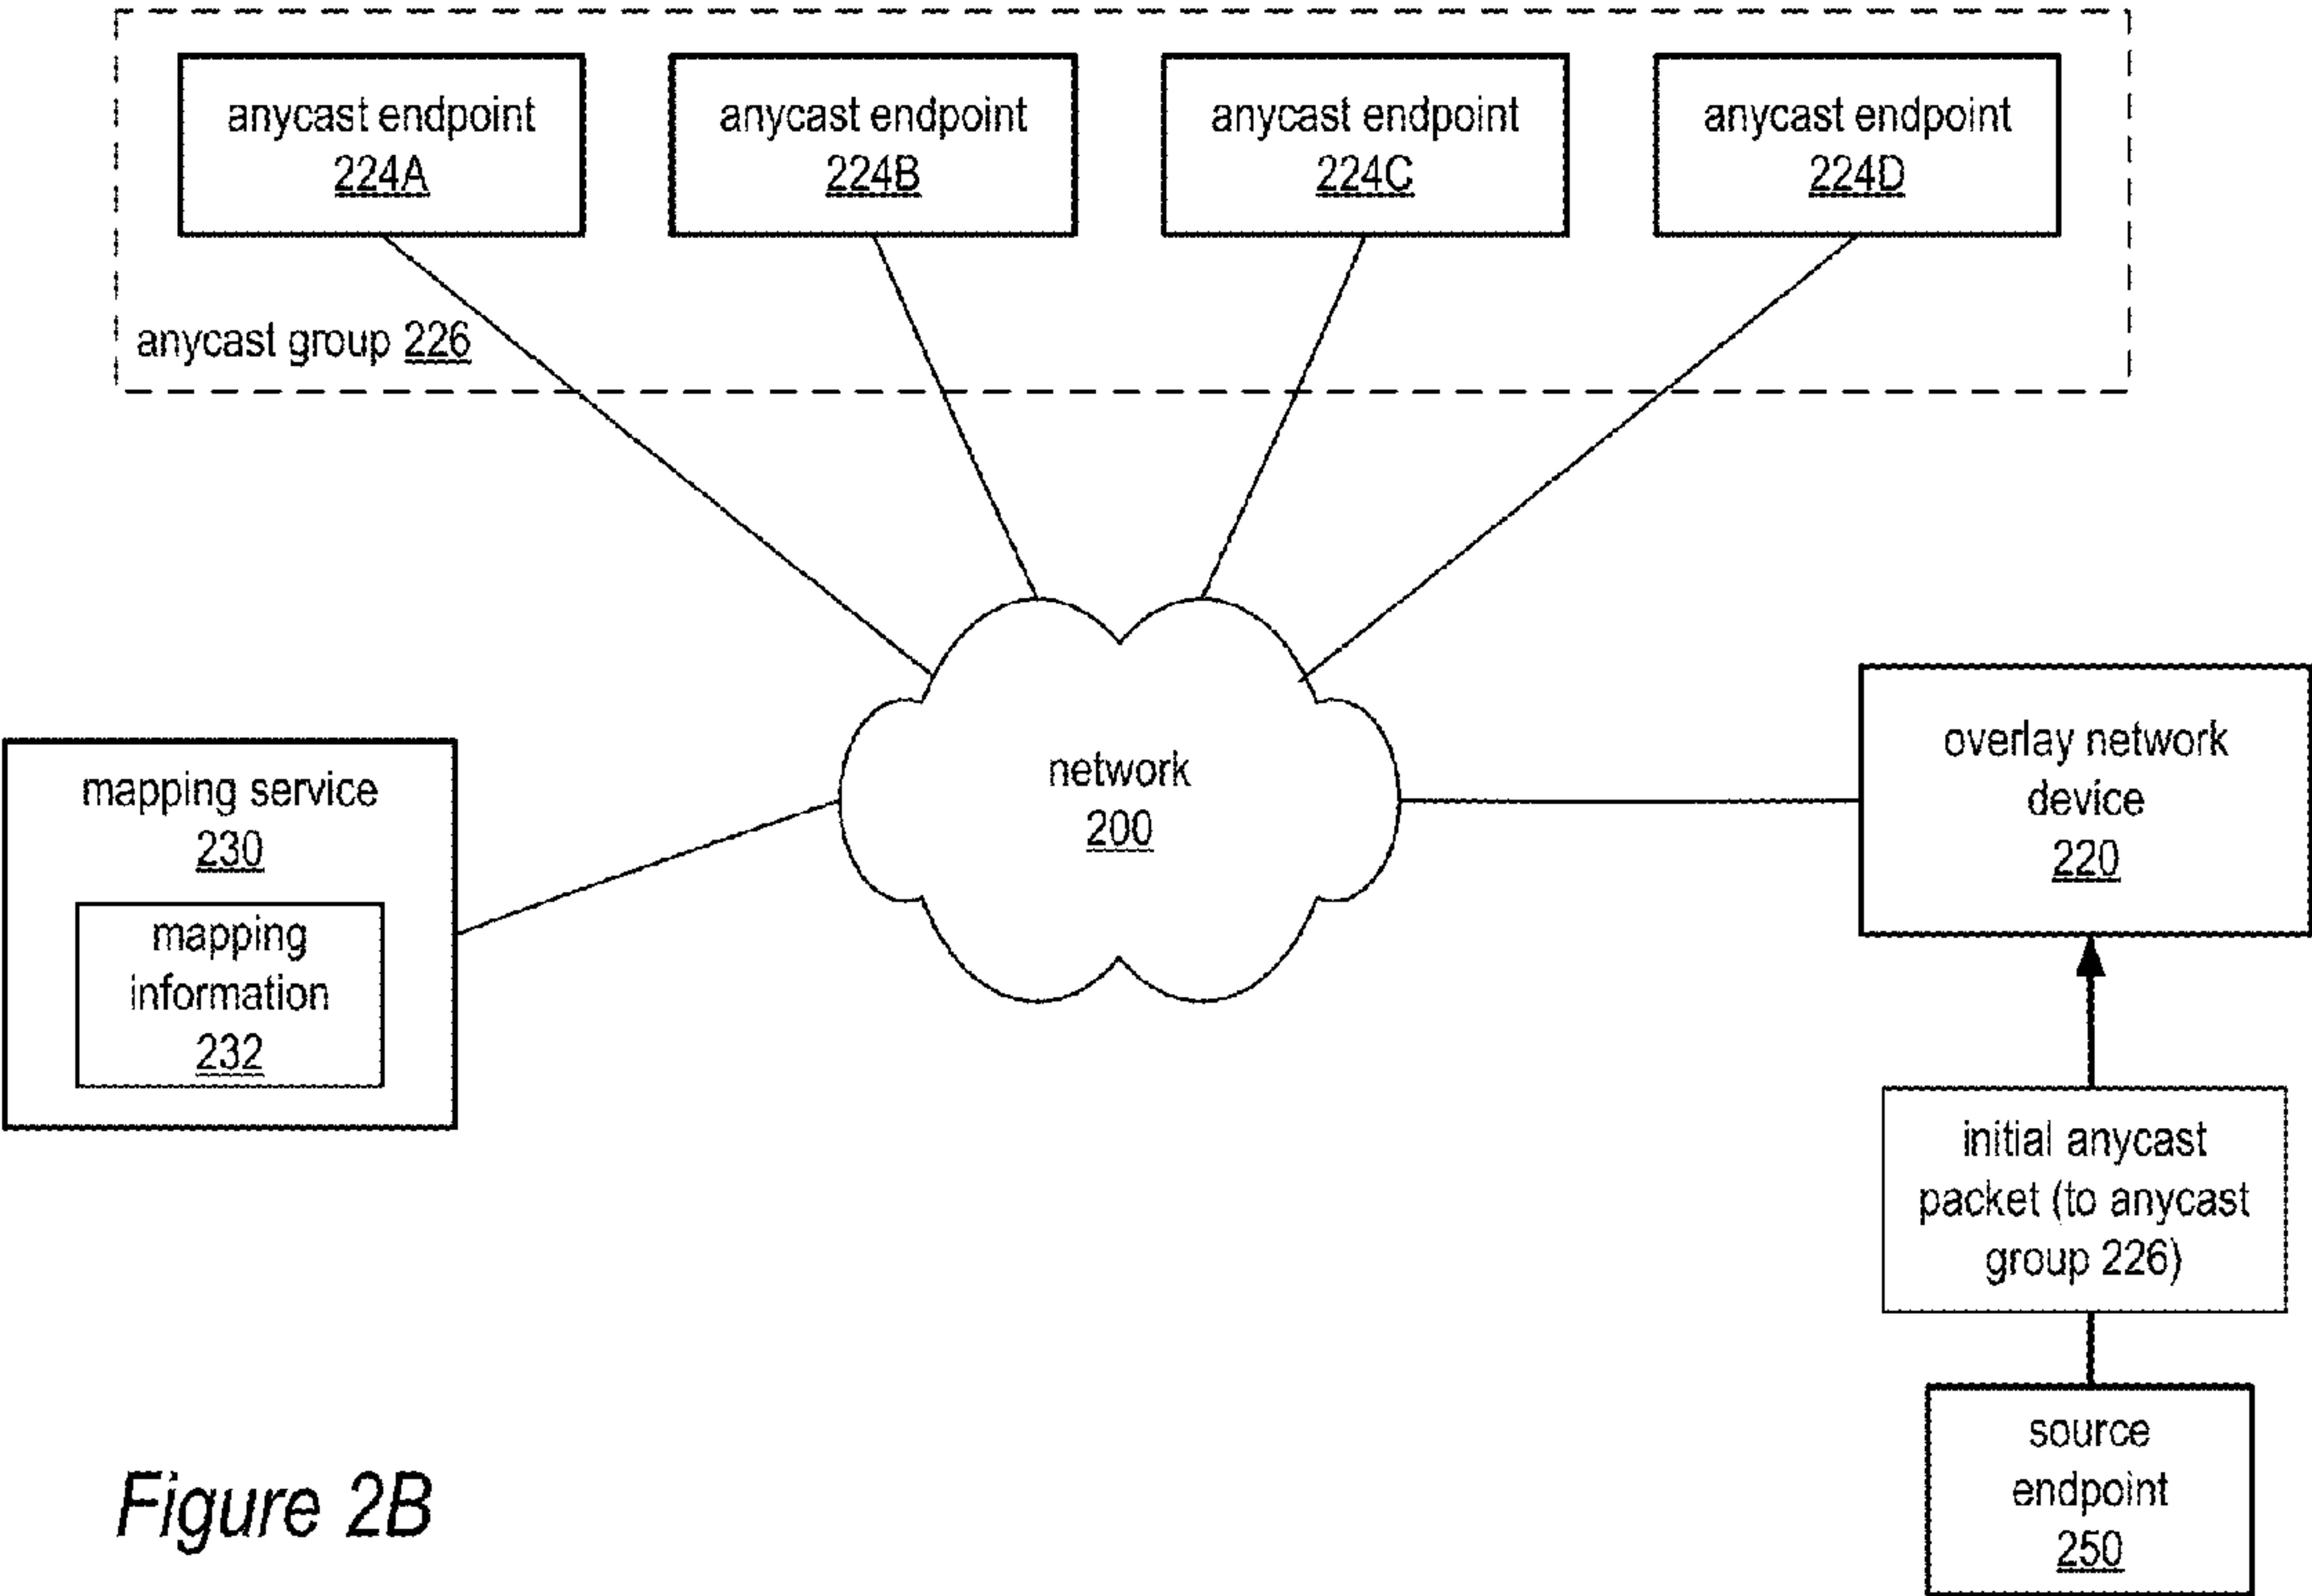 anycast endpoint
224A
anycast endpoint
224B
anycast endpoint
224C
anycast endpoint
224D
anycast group 226
network
200
overlay network
device
220
mapping service
230
mapping
information
232
initial anycast
packet (to anycast
group 226)
source
endpoint
250
Figure 2B